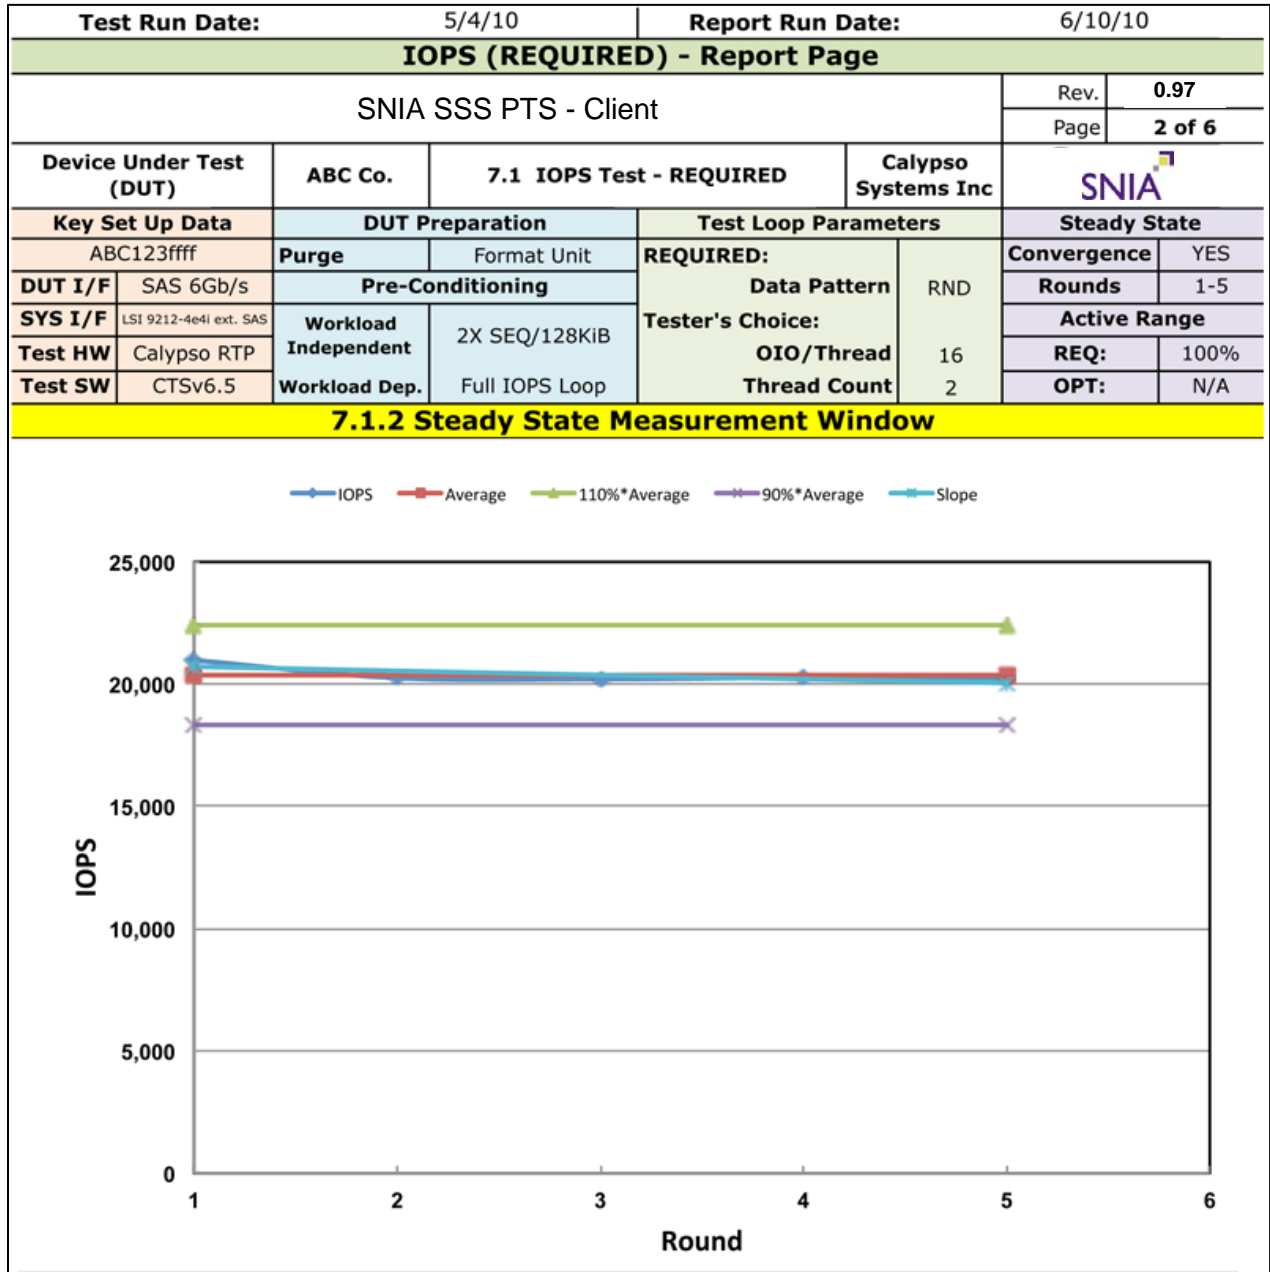 Test Run Date: 5/4/10 Report Run Date: 6/10/10
IOPS (REQUIRED) - Report Page
SNIA SSS PTS - Client
Rev. 0.97
Page 2 of 6
Device Under Test (DUT) ABC Co. 7.1 IOPS Test - REQUIRED Calypso Systems Inc SNIA
Key Set Up Data DUT Preparation Test Loop Parameters Steady State
ABC123ffff Purge Format Unit REQUIRED: Convergence YES
DUT I/F SAS 6Gb/s Pre-Conditioning Data Pattern RND Rounds 1-5
SYS I/F LSI 9212-4e4i ext. SAS Workload Independent 2X SEQ/128KiB Tester's Choice: Active Range
Test HW Calypso RTP OIO/Thread 16 REQ: 100%
Test SW CTSv6.5 Workload Dep. Full IOPS Loop Thread Count 2 OPT: N/A
7.1.2 Steady State Measurement Window
IOPS Average 110%*Average 90%*Average Slope
25,000
20,000
15,000
10,000
5,000
0
IOPS
1 2 3 4 5 6
Round